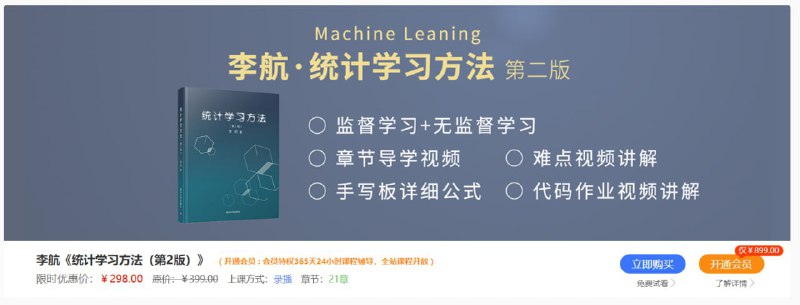 Machine Leaning
李航·统计学习方法 第二版
统计学习方法
○ 监督学习+无监督学习
○ 章节导学视频 ○ 难点视频讲解
○ 手写板详细公式 ○ 代码作业视频讲解
李航《统计学习方法（第2版）》 （开通会员：会员特权365天24小时课程辅导、全站课程开放）
仅￥899.00
立即购买 开通会员
限时优惠价：￥298.00 原价：￥399.00 上课方式：录播 章节：21章
免费试看 > 了解详情 >